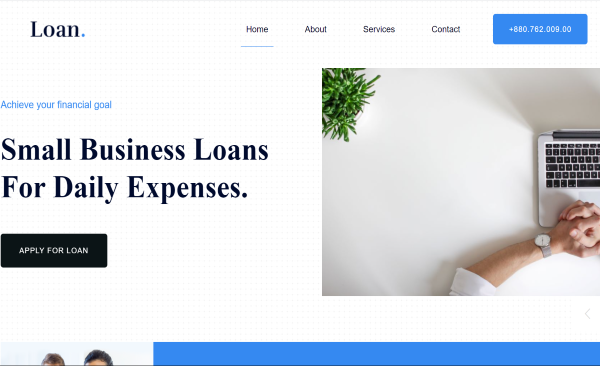 Loan.
Home
About
Services
Contact
+880.762.009.00
Achieve your financial goal
Small Business Loans
For Daily Expenses.
APPLY FOR LOAN